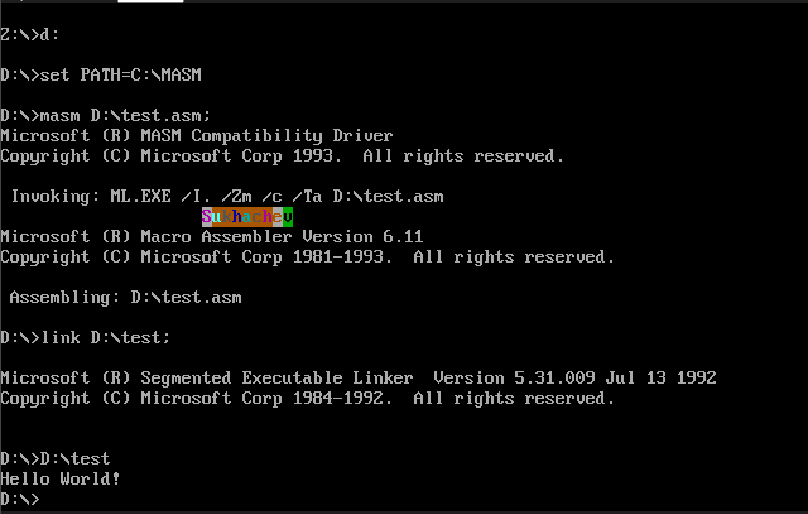 Z:\>d:
D:\>set PATH=C:\MASM
D:\>masm D:\test.asm;
Microsoft (R) MASM Compatibility Driver
Copyright (C) Microsoft Corp 1993.  All rights reserved.
Invoking: ML.EXE /I. /Zm /c /Ta D:\test.asm
Sukhachev
Microsoft (R) Macro Assembler Version 6.11
Copyright (C) Microsoft Corp 1981-1993.  All rights reserved.
Assembling: D:\test.asm
D:\>link D:\test;
Microsoft (R) Segmented Executable Linker  Version 5.31.009 Jul 13 1992
Copyright (C) Microsoft Corp 1984-1992.  All rights reserved.
D:\>D:\test
Hello World!
D:\>